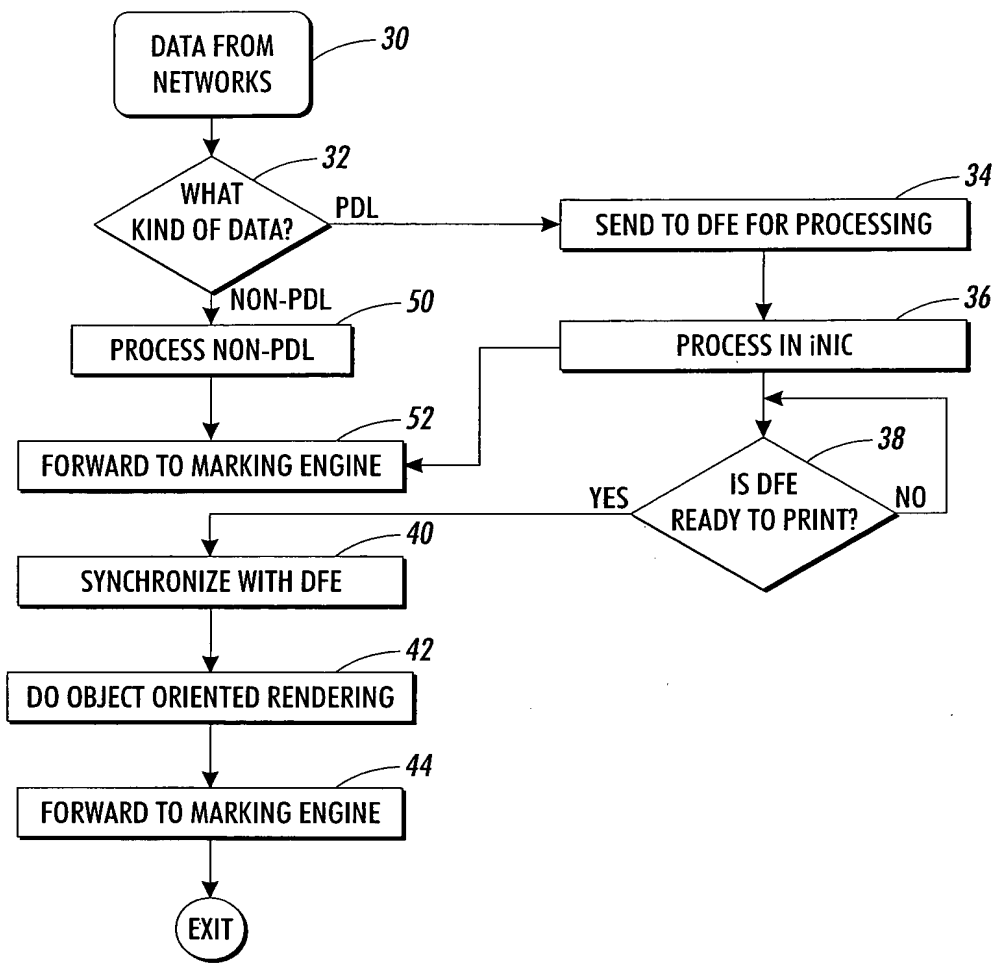 DATA FROM
NETWORKS
30
WHAT
KIND OF DATA?
32
PDL
SEND TO DFE FOR PROCESSING
34
NON-PDL
PROCESS NON-PDL
50
PROCESS IN iNIC
36
FORWARD TO MARKING ENGINE
52
IS DFE
READY TO PRINT?
38
YES
NO
SYNCHRONIZE WITH DFE
40
DO OBJECT ORIENTED RENDERING
42
FORWARD TO MARKING ENGINE
44
EXIT